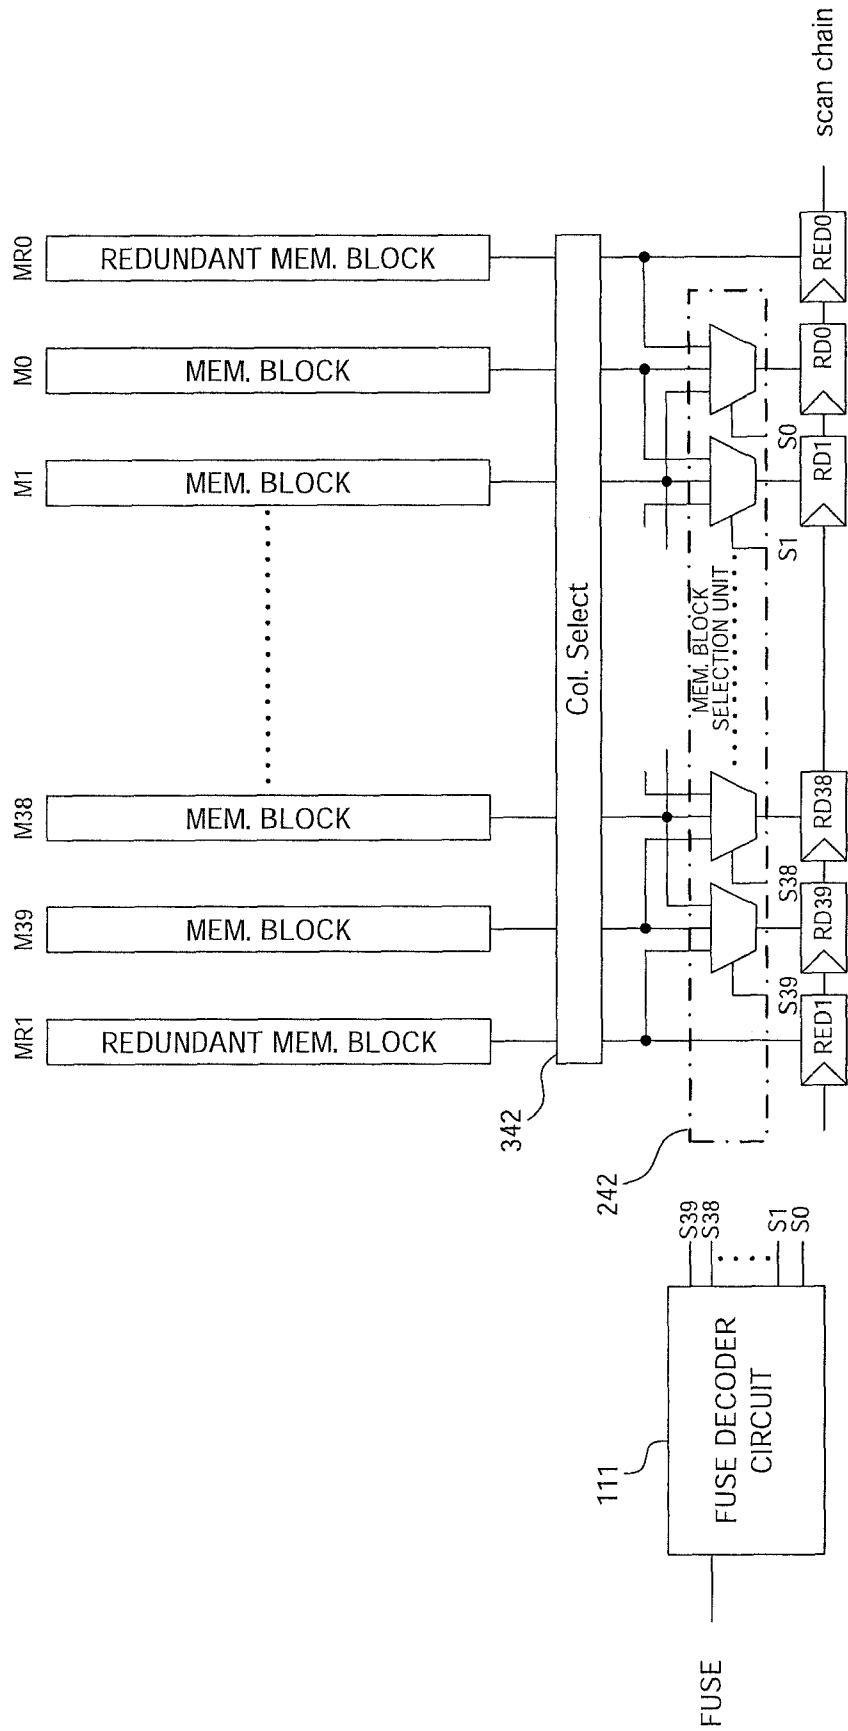 MR1
M39
M38
M1
M0
MR0
REDUNDANT MEM. BLOCK
MEM. BLOCK
MEM. BLOCK
MEM. BLOCK
MEM. BLOCK
REDUNDANT MEM. BLOCK
342
Col. Select
242
MEM. BLOCK
SELECTION UNIT
S39
S38
S1
S0
RED1
RD39
RD38
RD1
RD0
RED0
scan chain
111
FUSE
FUSE DECODER
CIRCUIT
S39
S38
S1
S0